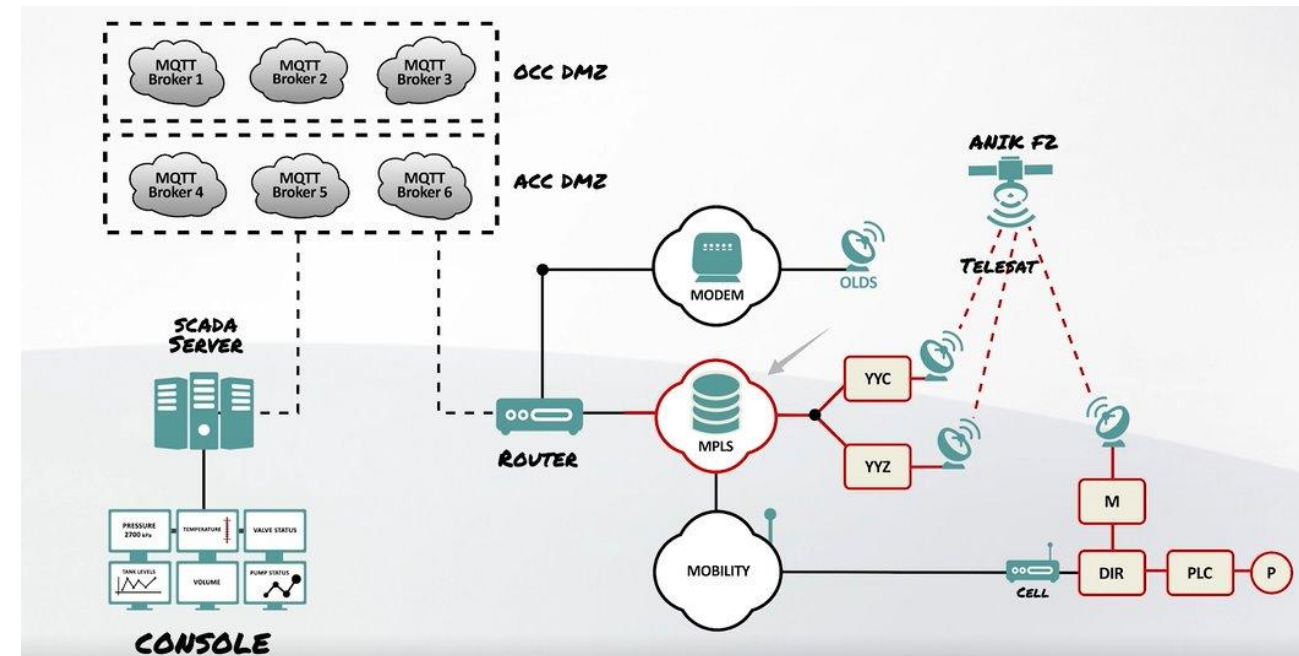 MQTT
Broker 1
MQTT
Broker 2
MQTT
Broker 3
OCC DMZ
MQTT
Broker 4
MQTT
Broker 5
MQTT
Broker 6
ACC DMZ
ANIK F2
TELESAT
MODEM
OLDS
SCADA
SERVER
ROUTER
MPLS
YYC
YYZ
M
MOBILITY
CELL
DIR
PLC
P
PRESSURE
2700 kPa
TEMPERATURE
VALVE STATUS
TANK LEVELS
VOLUME
PUMP STATUS
CONSOLE